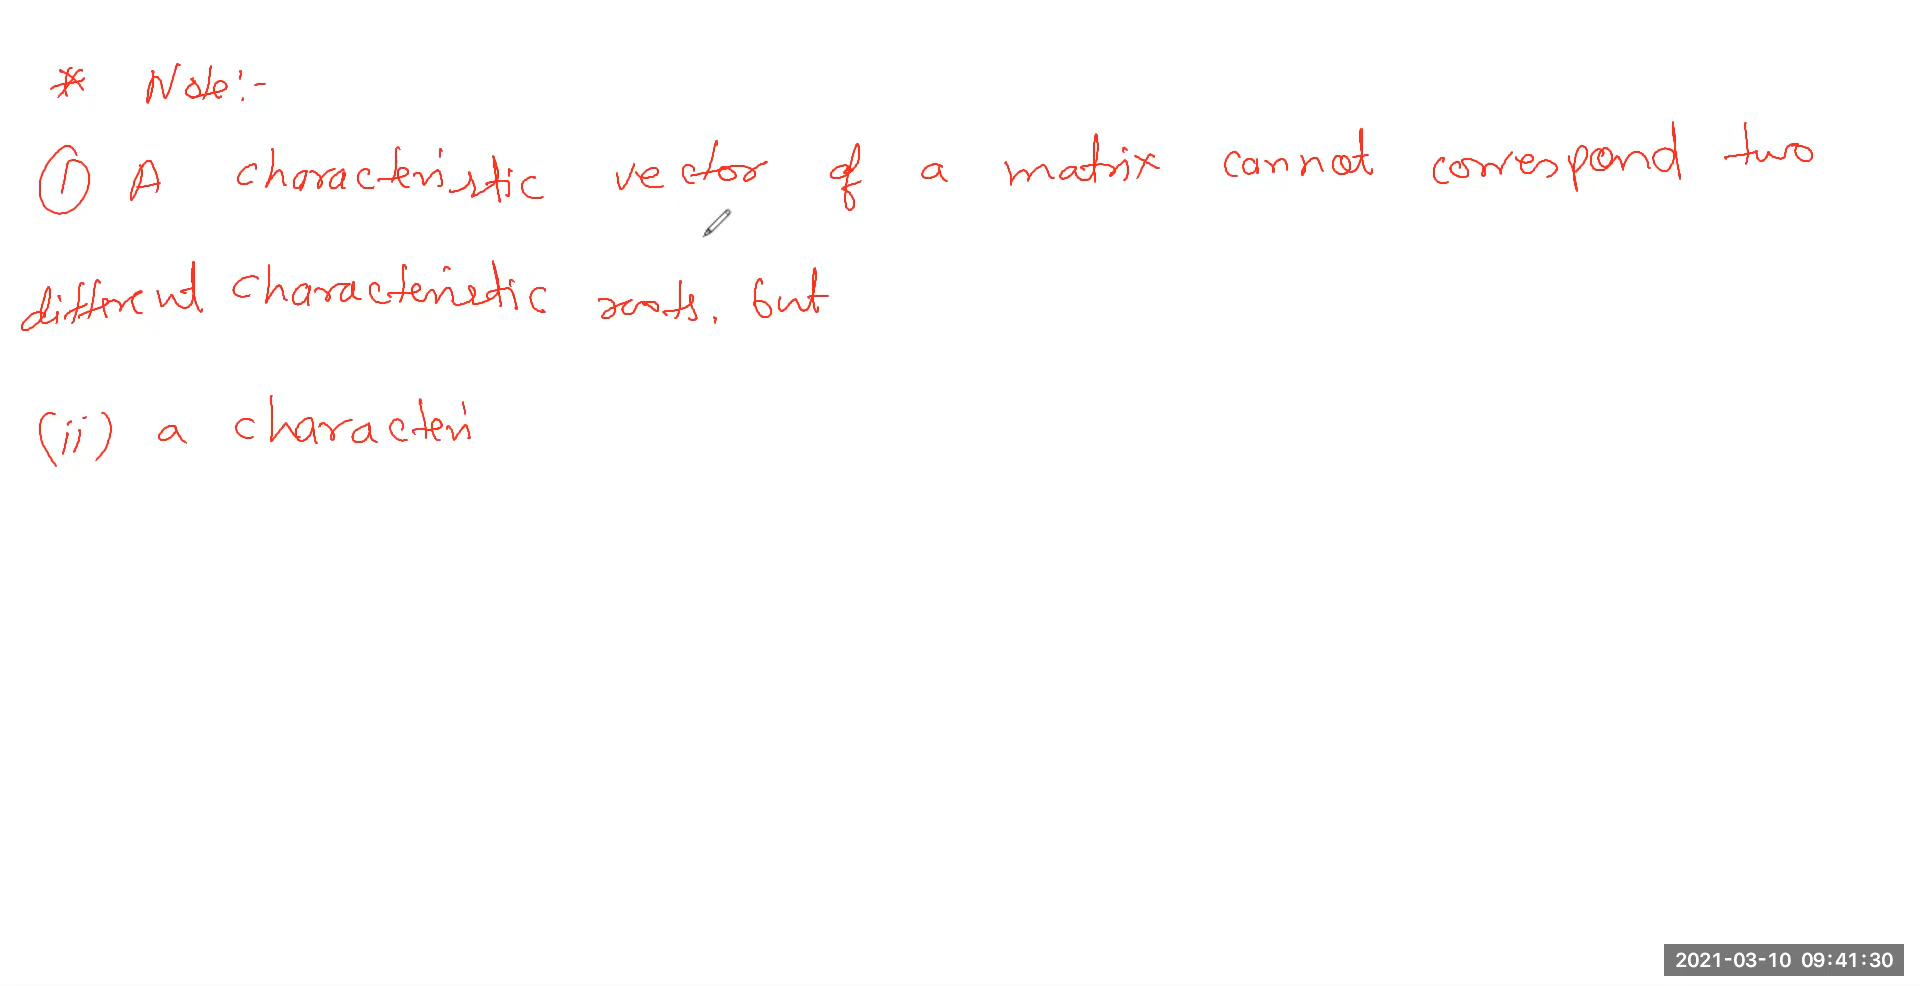 * Note:-
① A characteristic vector of a matrix cannot correspond two
different characteristic roots, but
(ii) a characteri
2021-03-10 09:41:30